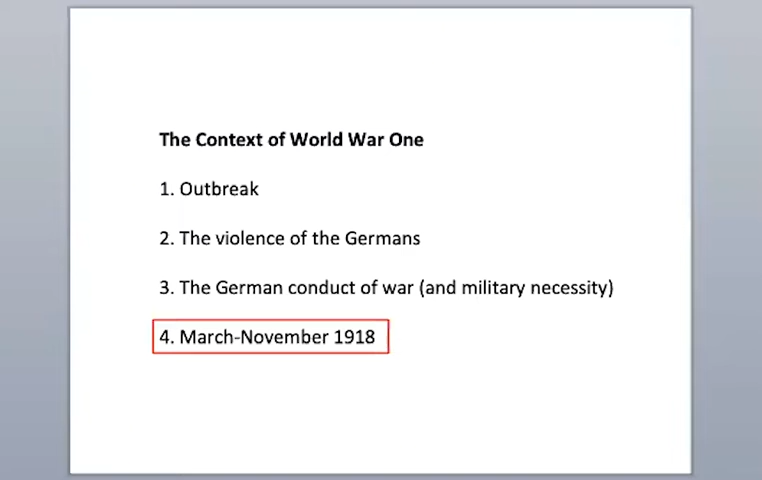 The Context of World War One
1. Outbreak
2. The violence of the Germans
3. The German conduct of war (and military necessity)
4. March-November 1918